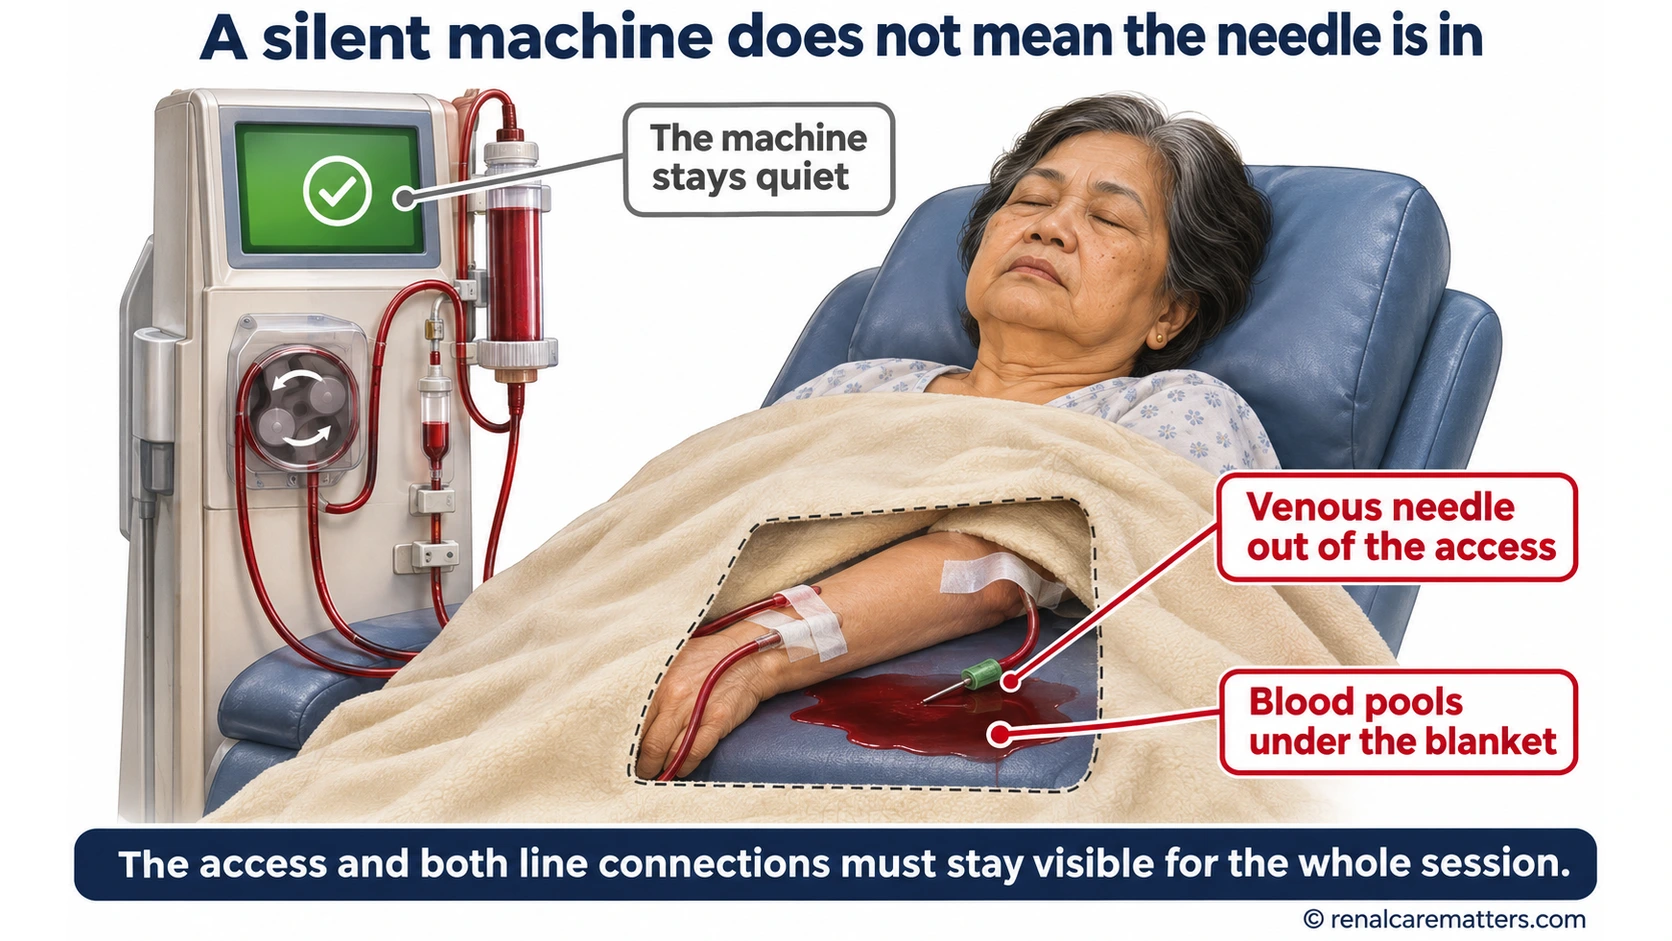 A silent machine does not mean the needle is in
The machine
stays quiet
Venous needle
out of the access
Blood pools
under the blanket
The access and both line connections must stay visible for the whole session.
© renalcarematters.com